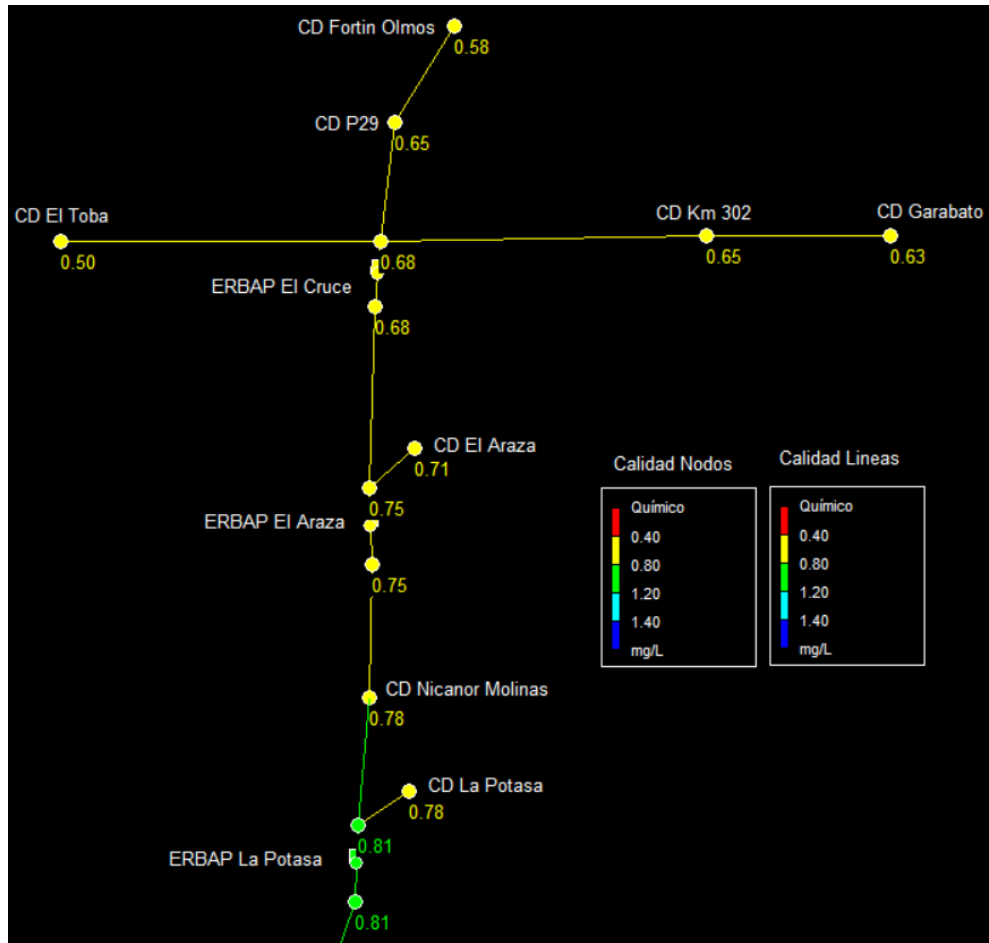 CD Fortin Olmos
0.58
CD P29
0.65
CD El Toba
0.50
0.68
CD Km 302
0.65
CD Garabato
0.63
ERBAP El Cruce
0.68
CD El Araza
0.71
0.75
ERBAP El Araza
0.75
Calidad Nodos
Químico
0.40
0.80
1.20
1.40
mg/L
Calidad Lineas
Químico
0.40
0.80
1.20
1.40
mg/L
CD Nicanor Molinas
0.78
CD La Potasa
0.78
0.81
ERBAP La Potasa
0.81